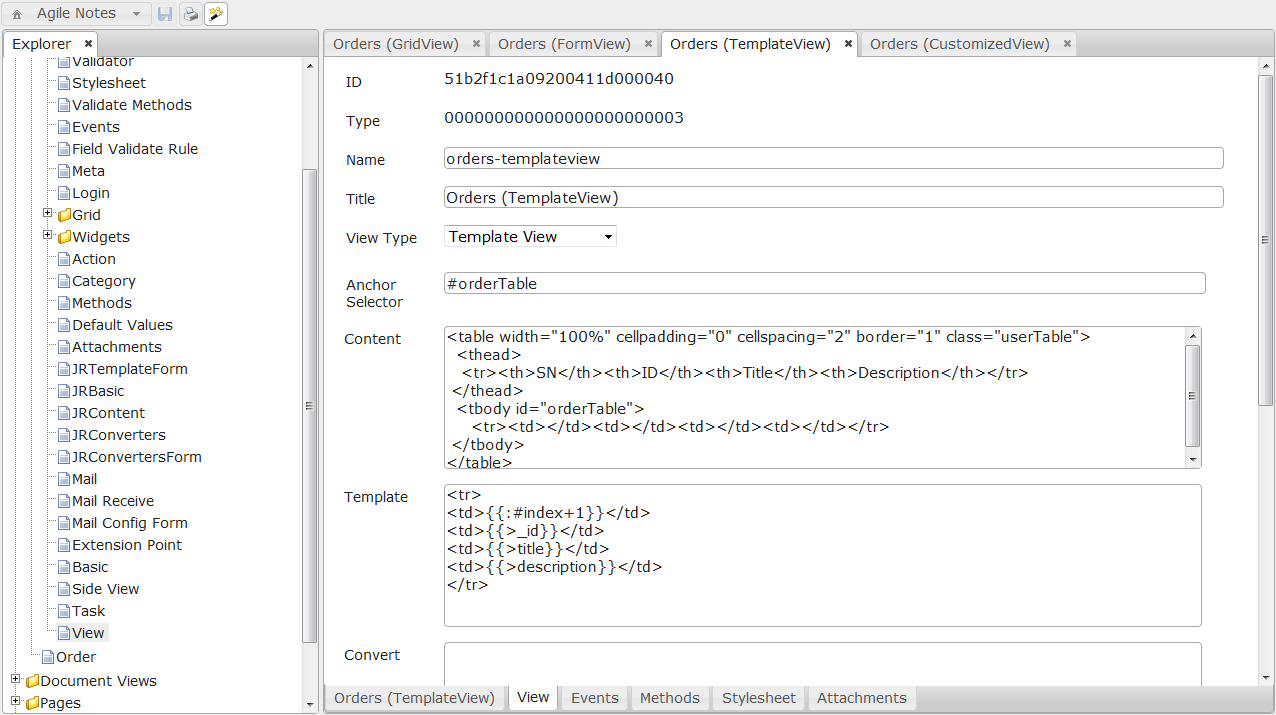 Agile Notes
Explorer
Validator
Stylesheet
Validate Methods
Events
Field Validate Rule
Meta
Login
Grid
Widgets
Action
Category
Methods
Default Values
Attachments
JRTemplateForm
JRBasic
JRContent
JRConverters
JRConvertersForm
Mail
Mail Receive
Mail Config Form
Extension Point
Basic
Side View
Task
View
Order
Document Views
Pages
Orders (GridView)
Orders (FormView)
Orders (TemplateView)
Orders (CustomizedView)
ID 51b2f1c1a09200411d000040
Type 000000000000000000000003
Name orders-templateview
Title Orders (TemplateView)
View Type Template View
Anchor Selector #orderTable
Content
<table width="100%" cellpadding="0" cellspacing="2" border="1" class="userTable">
<thead>
<tr><th>SN</th><th>ID</th><th>Title</th><th>Description</th></tr>
</thead>
<tbody id="orderTable">
<tr><td></td><td></td><td></td><td></td></tr>
</tbody>
</table>
Template
<tr>
<td>{{:#index+1}}</td>
<td>{{>_id}}</td>
<td>{{>title}}</td>
<td>{{>description}}</td>
</tr>
Convert
Orders (TemplateView)
View
Events
Methods
Stylesheet
Attachments